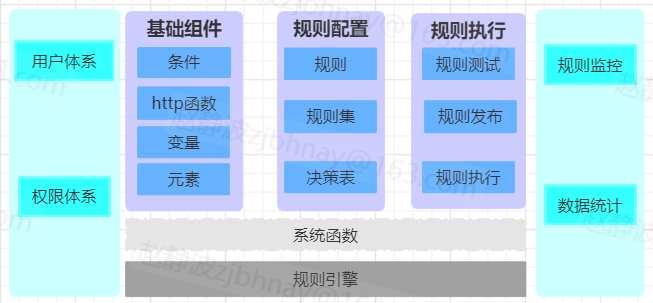 用户体系
权限体系
基础组件
条件
http函数
变量
元素
规则配置
规则
规则集
决策表
规则执行
规则测试
规则发布
规则执行
规则监控
数据统计
系统函数
规则引擎
赵静波zjbhnay@163.com